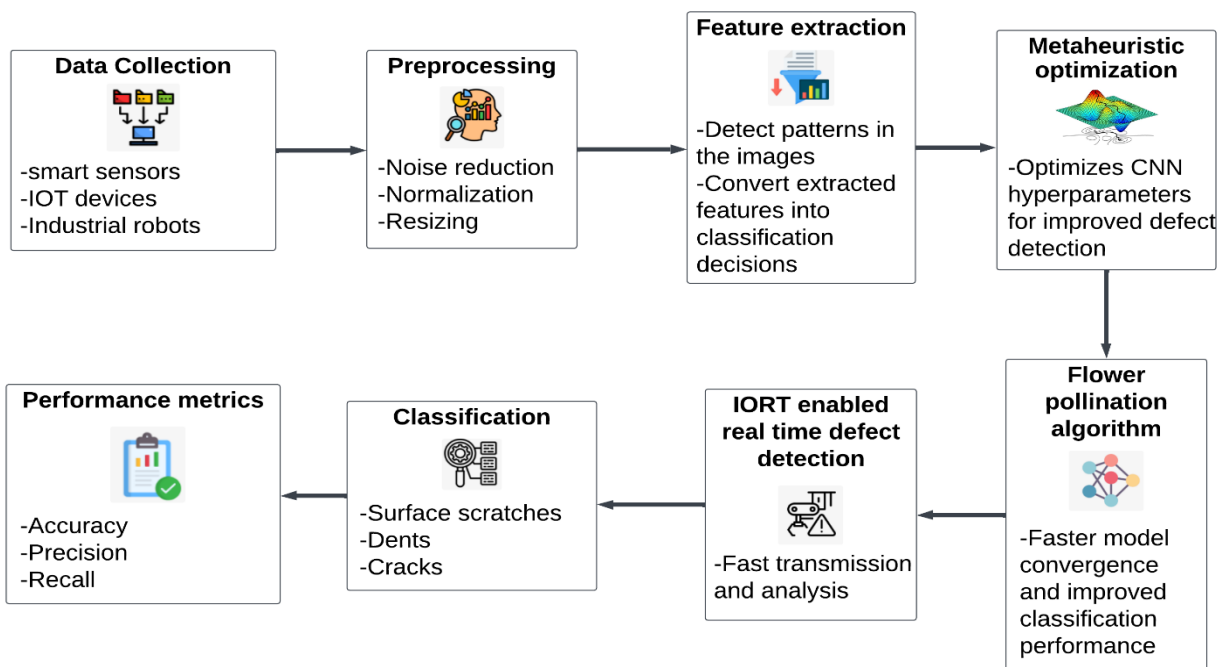 Data Collection
-smart sensors
-IOT devices
-Industrial robots
Preprocessing
-Noise reduction
-Normalization
-Resizing
Feature extraction
-Detect patterns in
the images
-Convert extracted
features into
classification
decisions
Metaheuristic
optimization
-Optimizes CNN
hyperparameters
for improved defect
detection
Flower
pollination
algorithm
-Faster model
convergence
and improved
classification
performance
IORT enabled
real time defect
detection
-Fast transmission
and analysis
Classification
-Surface scratches
-Dents
-Cracks
Performance metrics
-Accuracy
-Precision
-Recall